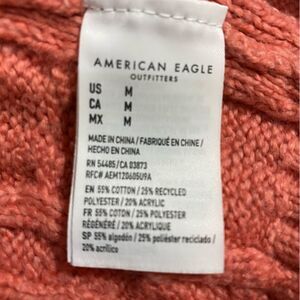 AMERICAN EAGLE
OUTFITTERS
US M
CA M
MX M
MADE IN CHINA / FABRIQUÉ EN CHINE /
HECHO EN CHINA
RN 54485/CA 03873
RFC# AEM120605U9A
EN 55% COTTON / 25% RECYCLED
POLYESTER / 20% ACRYLIC
FR 55% COTON / 25% POLYESTER
RÉGÉNÉRÉ / 20% ACRYLIQUE
SP 55% algodón / 25% poliéster reciclado /
20% acrílico